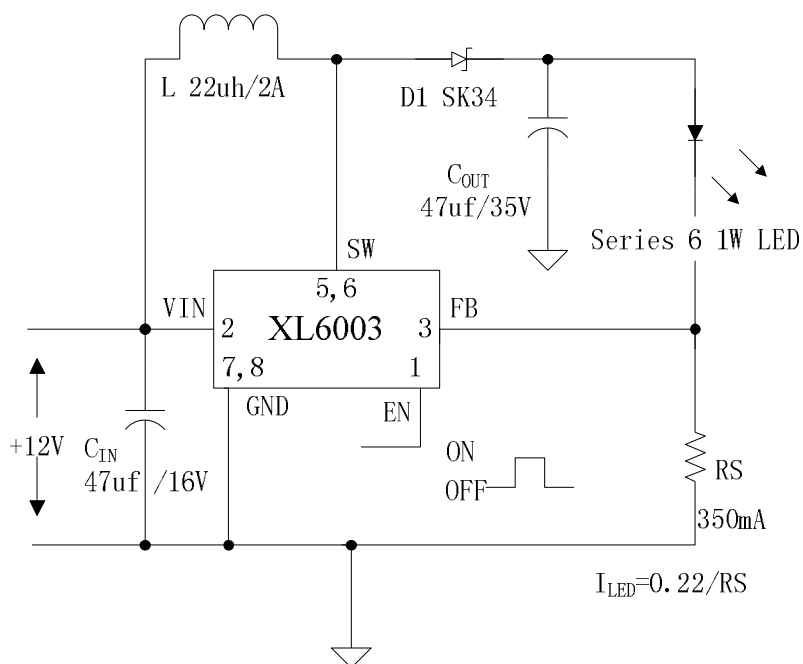 L 22uh/2A
D1 SK34
COUT
47uf/35V
Series 6 1W LED
SW
5,6
VIN
2
XL6003
3
FB
7,8
1
GND
EN
+12V
CIN
47uf /16V
ON
OFF
RS
350mA
ILED=0.22/RS